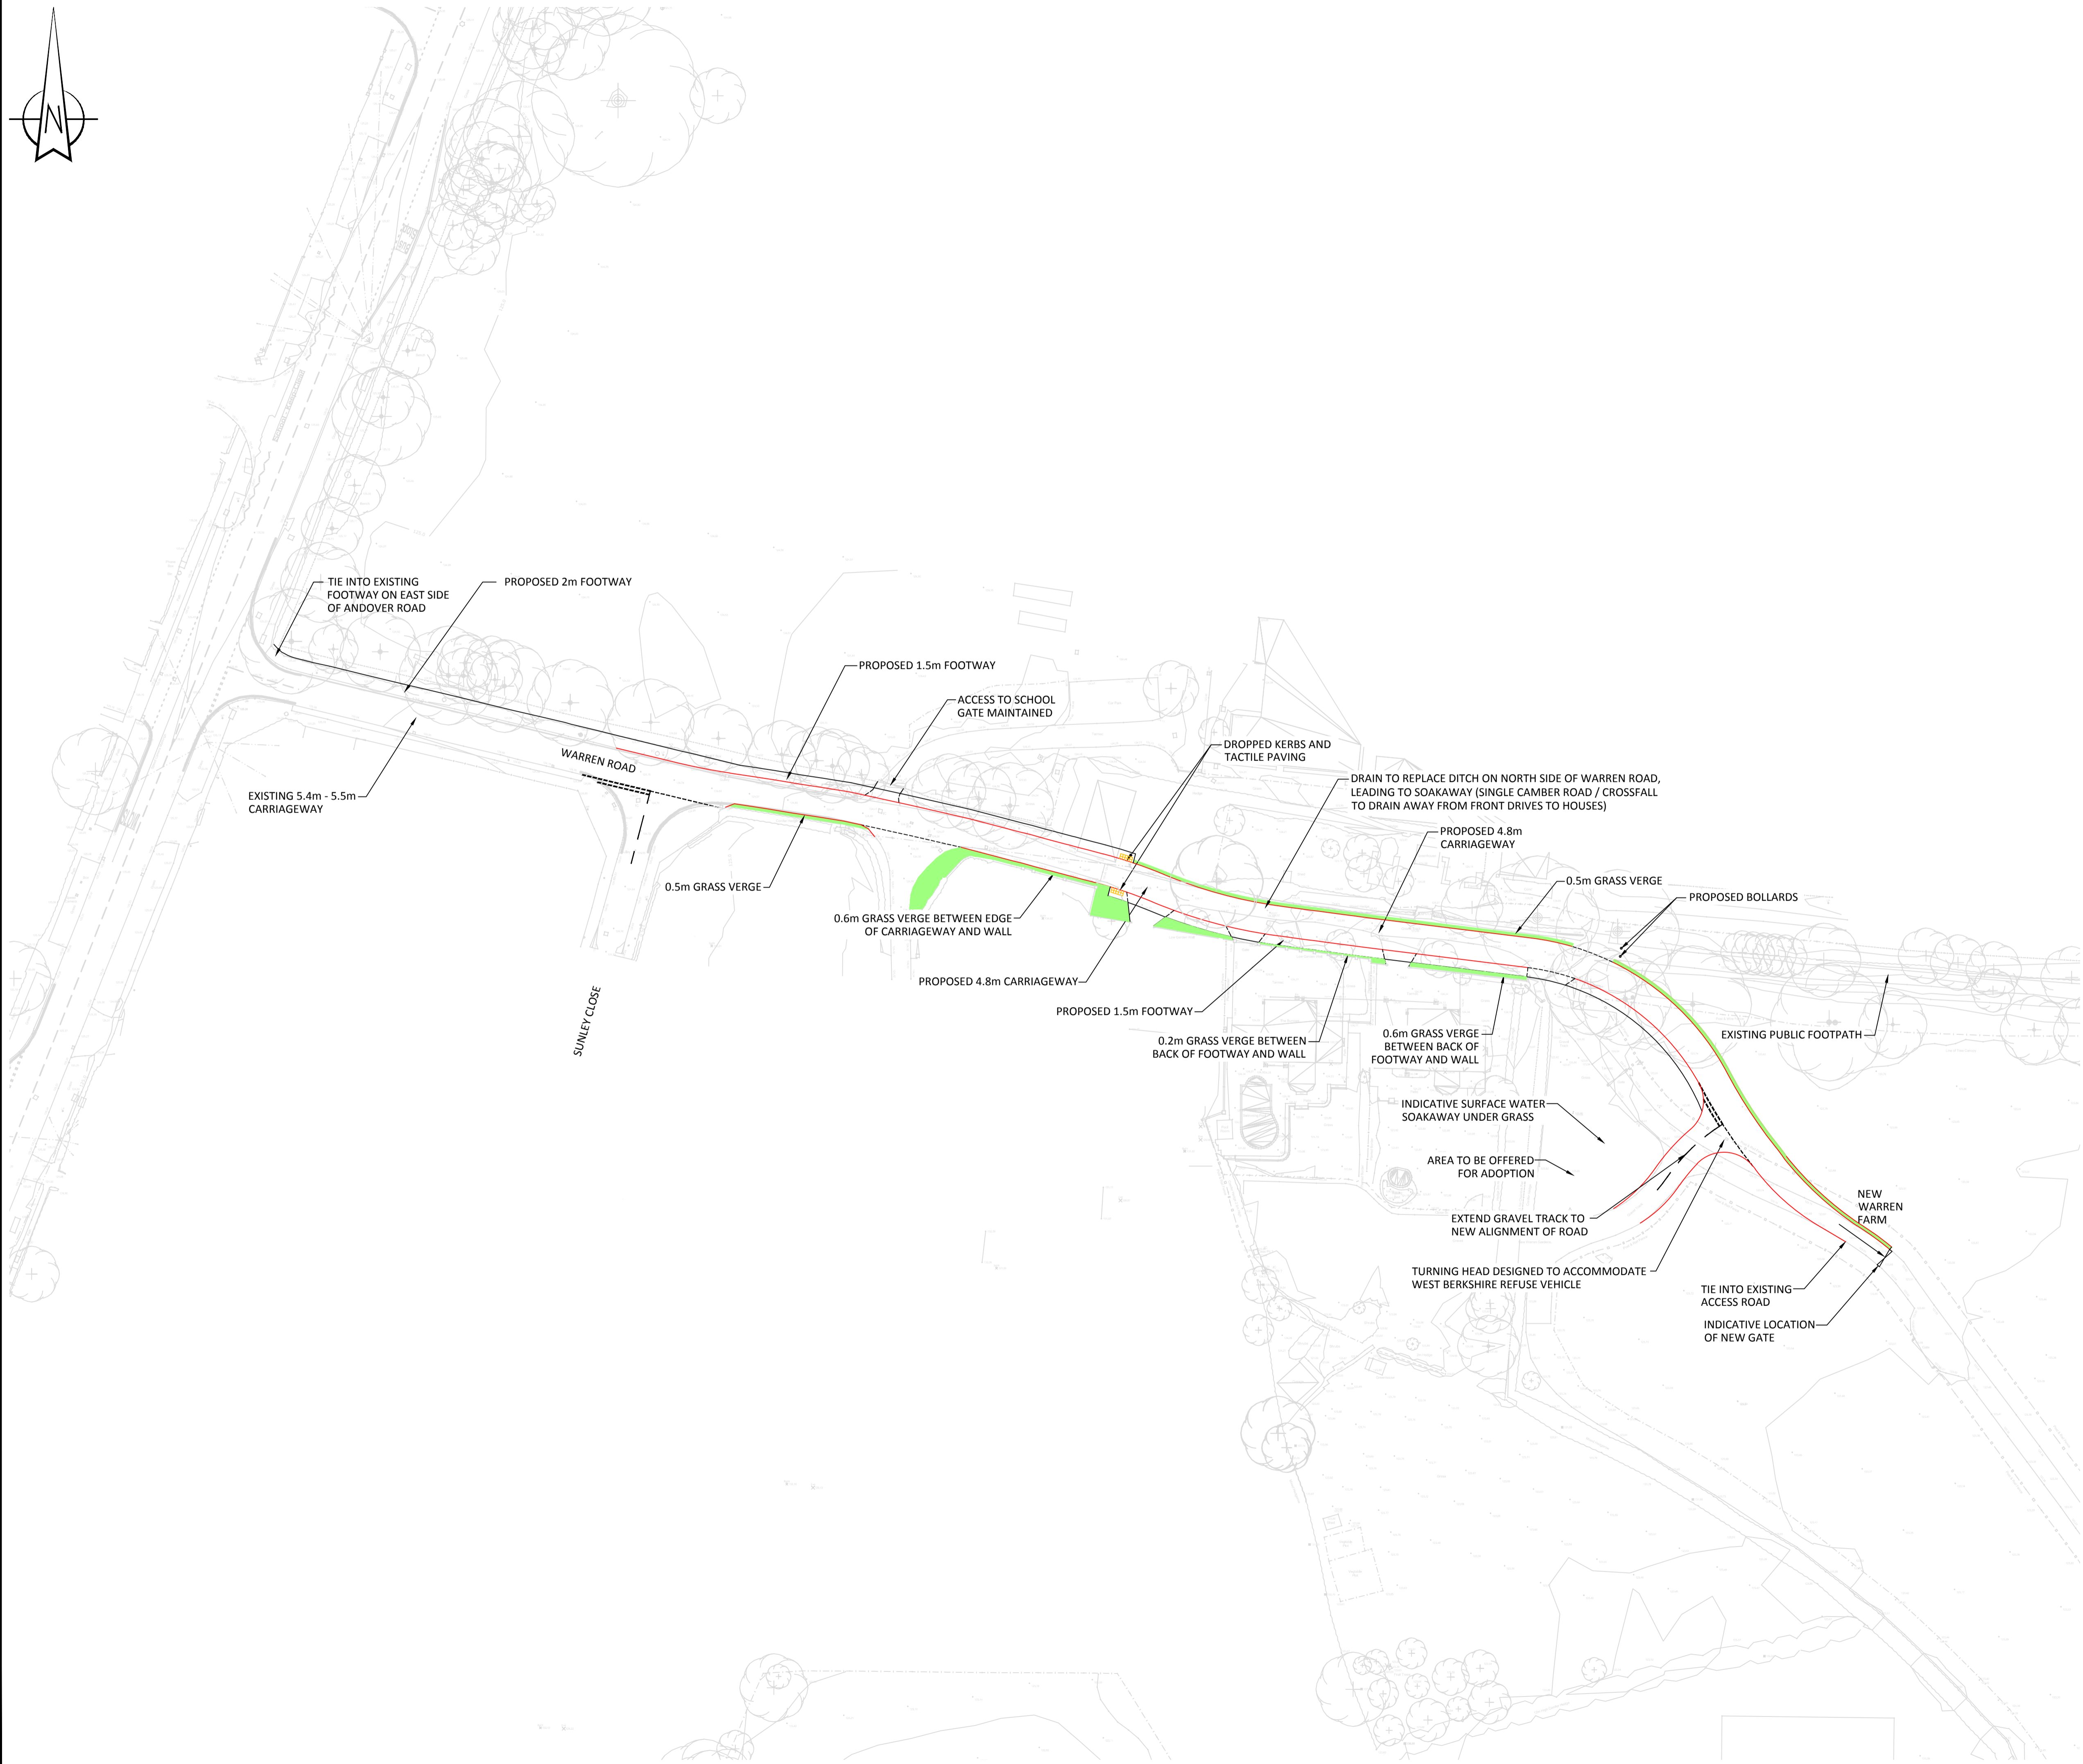 N
TIE INTO EXISTING
FOOTWAY ON EAST SIDE
OF ANDOVER ROAD
PROPOSED 2m FOOTWAY
PROPOSED 1.5m FOOTWAY
ACCESS TO SCHOOL
GATE MAINTAINED
DROPPED KERBS AND
TACTILE PAVING
WARREN ROAD
DRAIN TO REPLACE DITCH ON NORTH SIDE OF WARREN ROAD,
LEADING TO SOAKAWAY (SINGLE CAMBER ROAD / CROSSFALL
TO DRAIN AWAY FROM FRONT DRIVES TO HOUSES)
EXISTING 5.4m - 5.5m
CARRIAGEWAY
PROPOSED 4.8m
CARRIAGEWAY
0.5m GRASS VERGE
0.5m GRASS VERGE
PROPOSED BOLLARDS
0.6m GRASS VERGE BETWEEN EDGE
OF CARRIAGEWAY AND WALL
PROPOSED 4.8m CARRIAGEWAY
PROPOSED 1.5m FOOTWAY
SUNLEY CLOSE
0.2m GRASS VERGE BETWEEN
BACK OF FOOTWAY AND WALL
0.6m GRASS VERGE
BETWEEN BACK OF
FOOTWAY AND WALL
EXISTING PUBLIC FOOTPATH
INDICATIVE SURFACE WATER
SOAKAWAY UNDER GRASS
AREA TO BE OFFERED
FOR ADOPTION
NEW
WARREN
FARM
EXTEND GRAVEL TRACK TO
NEW ALIGNMENT OF ROAD
TURNING HEAD DESIGNED TO ACCOMMODATE
WEST BERKSHIRE REFUSE VEHICLE
TIE INTO EXISTING
ACCESS ROAD
INDICATIVE LOCATION
OF NEW GATE